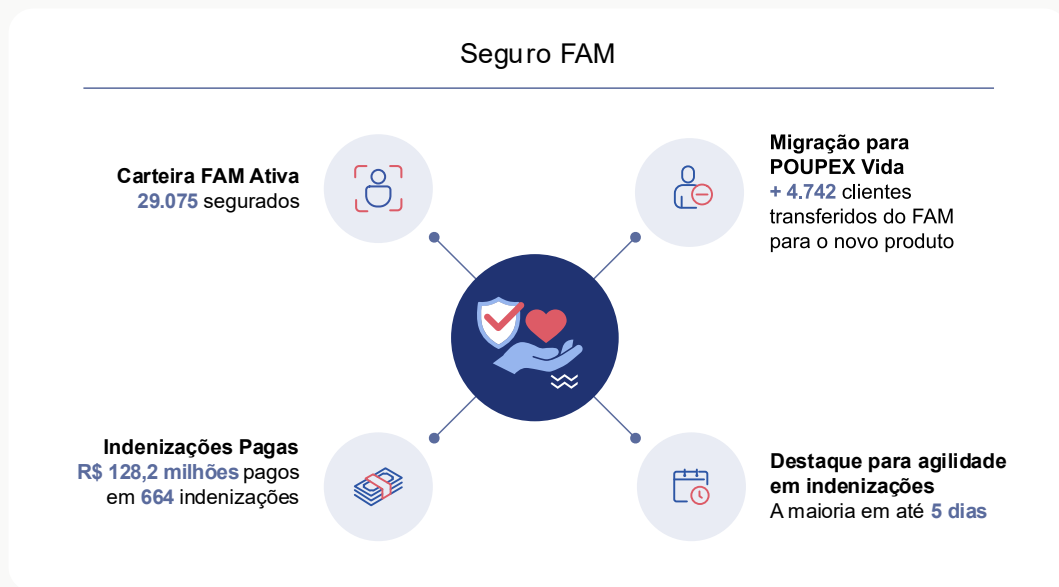 Seguro FAM
Carteira FAM Ativa
29.075 segurados
Migração para
POUPEX Vida
+ 4.742 clientes
transferidos do FAM
para o novo produto
Indenizações Pagas
R$ 128,2 milhões pagos
em 664 indenizações
Destaque para agilidade
em indenizações
A maioria em até 5 dias